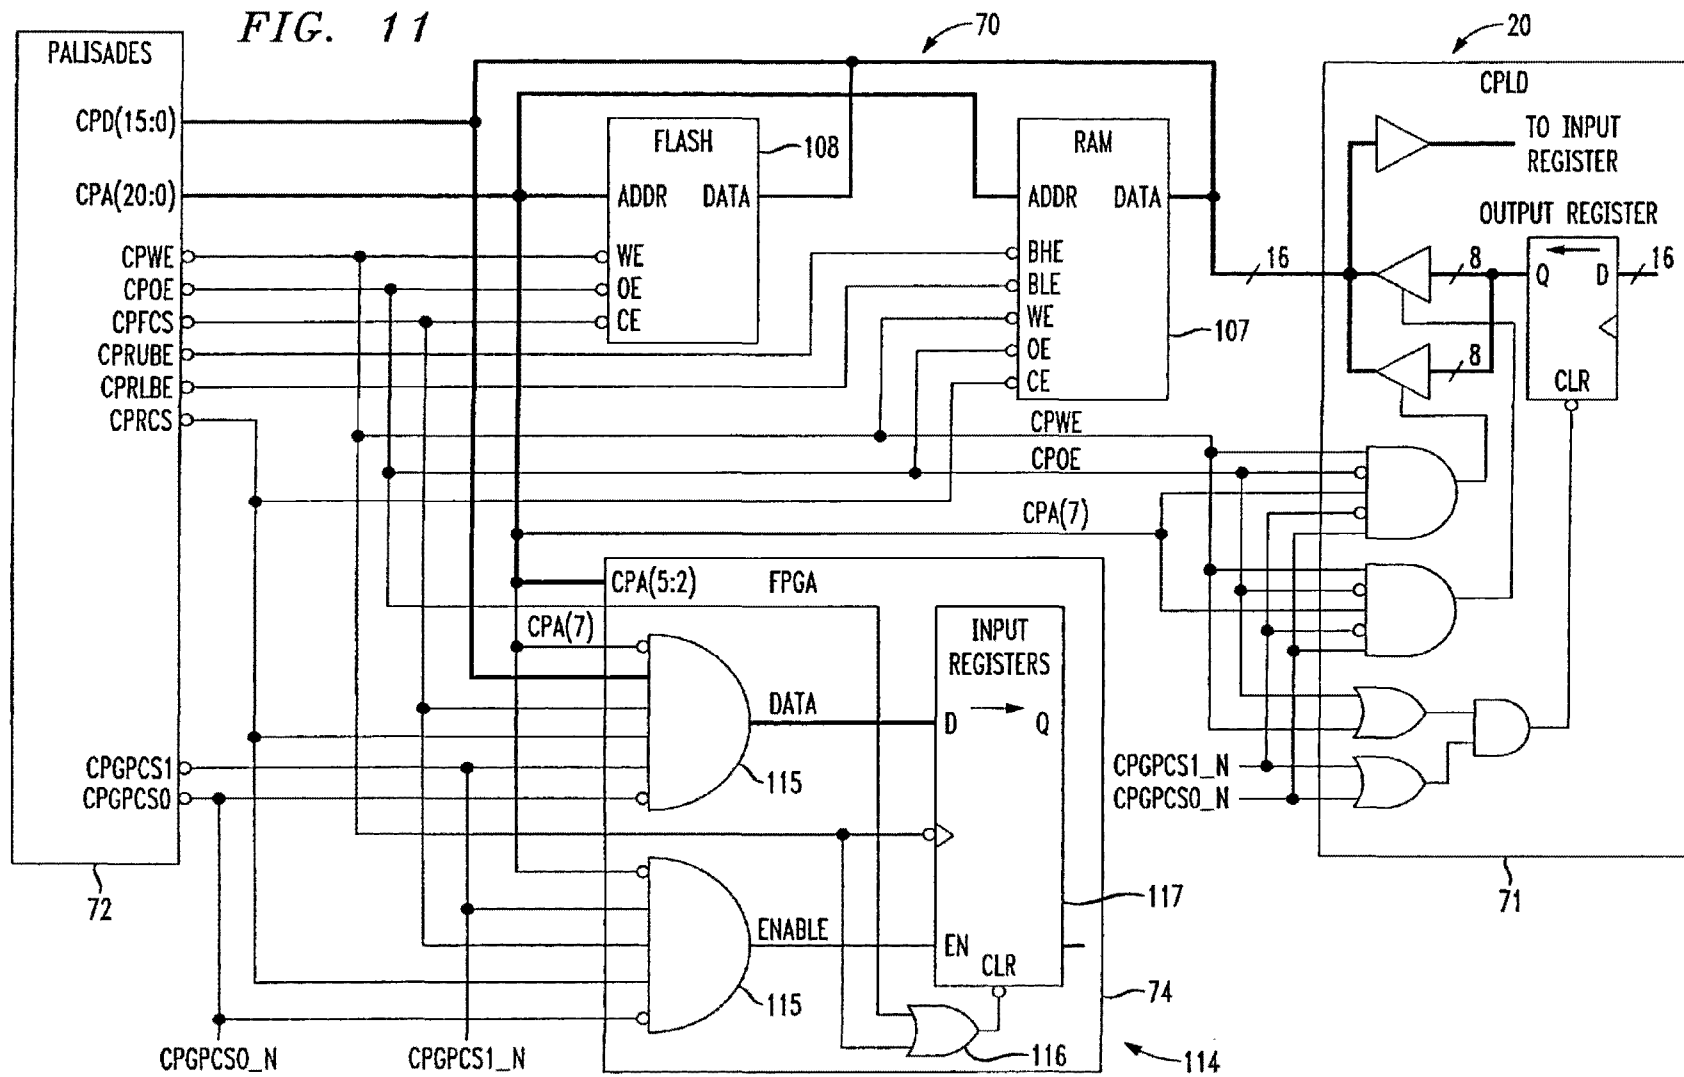 FIG. 11
70
20
PALISADES
CPD(15:0)
CPA(20:0)
CPWE
CPOE
CPFCS
CPRUBE
CPRLBE
CPRCS
CPGPCS1
CPGPCS0
72
FLASH
108
ADDR DATA
WE
OE
CE
RAM
ADDR DATA
BHE
BLE
WE
OE
CE
107
CPWE
CPOE
CPA(7)
CPLD
TO INPUT
REGISTER
OUTPUT REGISTER
16
8
Q D
16
8
CLR
CPGPCS1_N
CPGPCS0_N
71
CPA(5:2)
FPGA
CPA(7)
INPUT
REGISTERS
DATA
D Q
115
117
ENABLE
EN
CLR
115
74
116
114
CPGPCS0_N
CPGPCS1_N